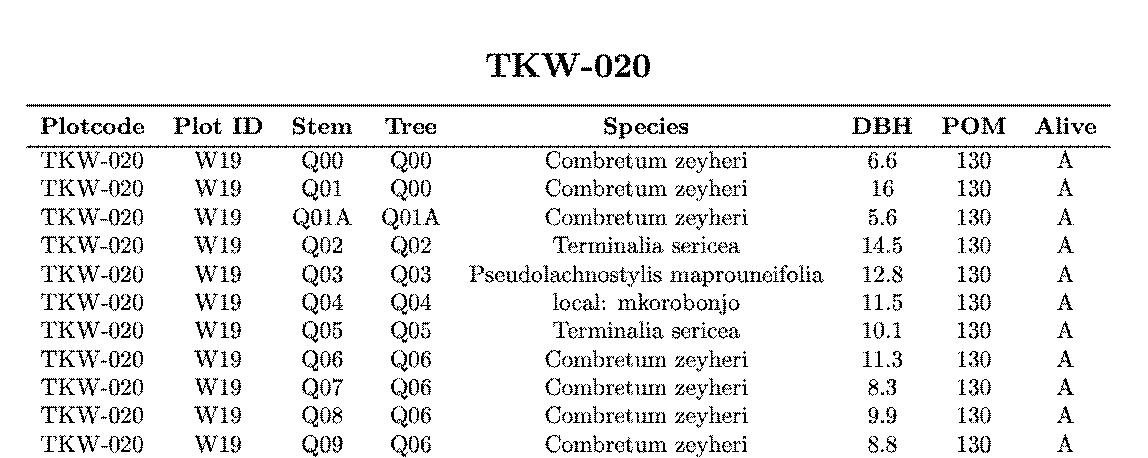 TKW-020
Plotcode Plot ID Stem Tree Species DBH POM Alive
TKW-020 W19 Q00 Q00 Combretum zeyheri 6.6 130 A
TKW-020 W19 Q01 Q00 Combretum zeyheri 16 130 A
TKW-020 W19 Q01A Q01A Combretum zeyheri 5.6 130 A
TKW-020 W19 Q02 Q02 Terminalia sericea 14.5 130 A
TKW-020 W19 Q03 Q03 Pseudolachnostylis maprouneifolia 12.8 130 A
TKW-020 W19 Q04 Q04 local: mkorobonjo 11.5 130 A
TKW-020 W19 Q05 Q05 Terminalia sericea 10.1 130 A
TKW-020 W19 Q06 Q06 Combretum zeyheri 11.3 130 A
TKW-020 W19 Q07 Q06 Combretum zeyheri 8.3 130 A
TKW-020 W19 Q08 Q06 Combretum zeyheri 9.9 130 A
TKW-020 W19 Q09 Q06 Combretum zeyheri 8.8 130 A